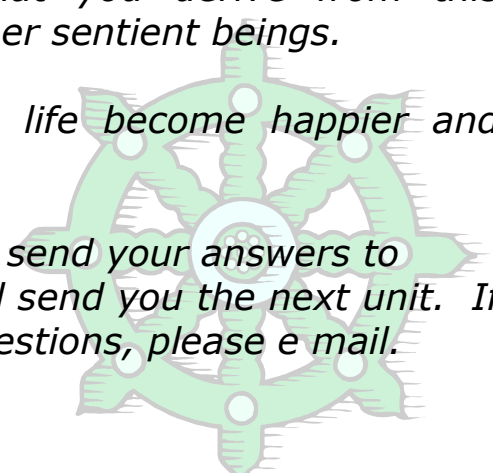 you derive from this
er sentient beings.
life become happier and
send your answers to
send you the next unit. If
estions, please e mail.